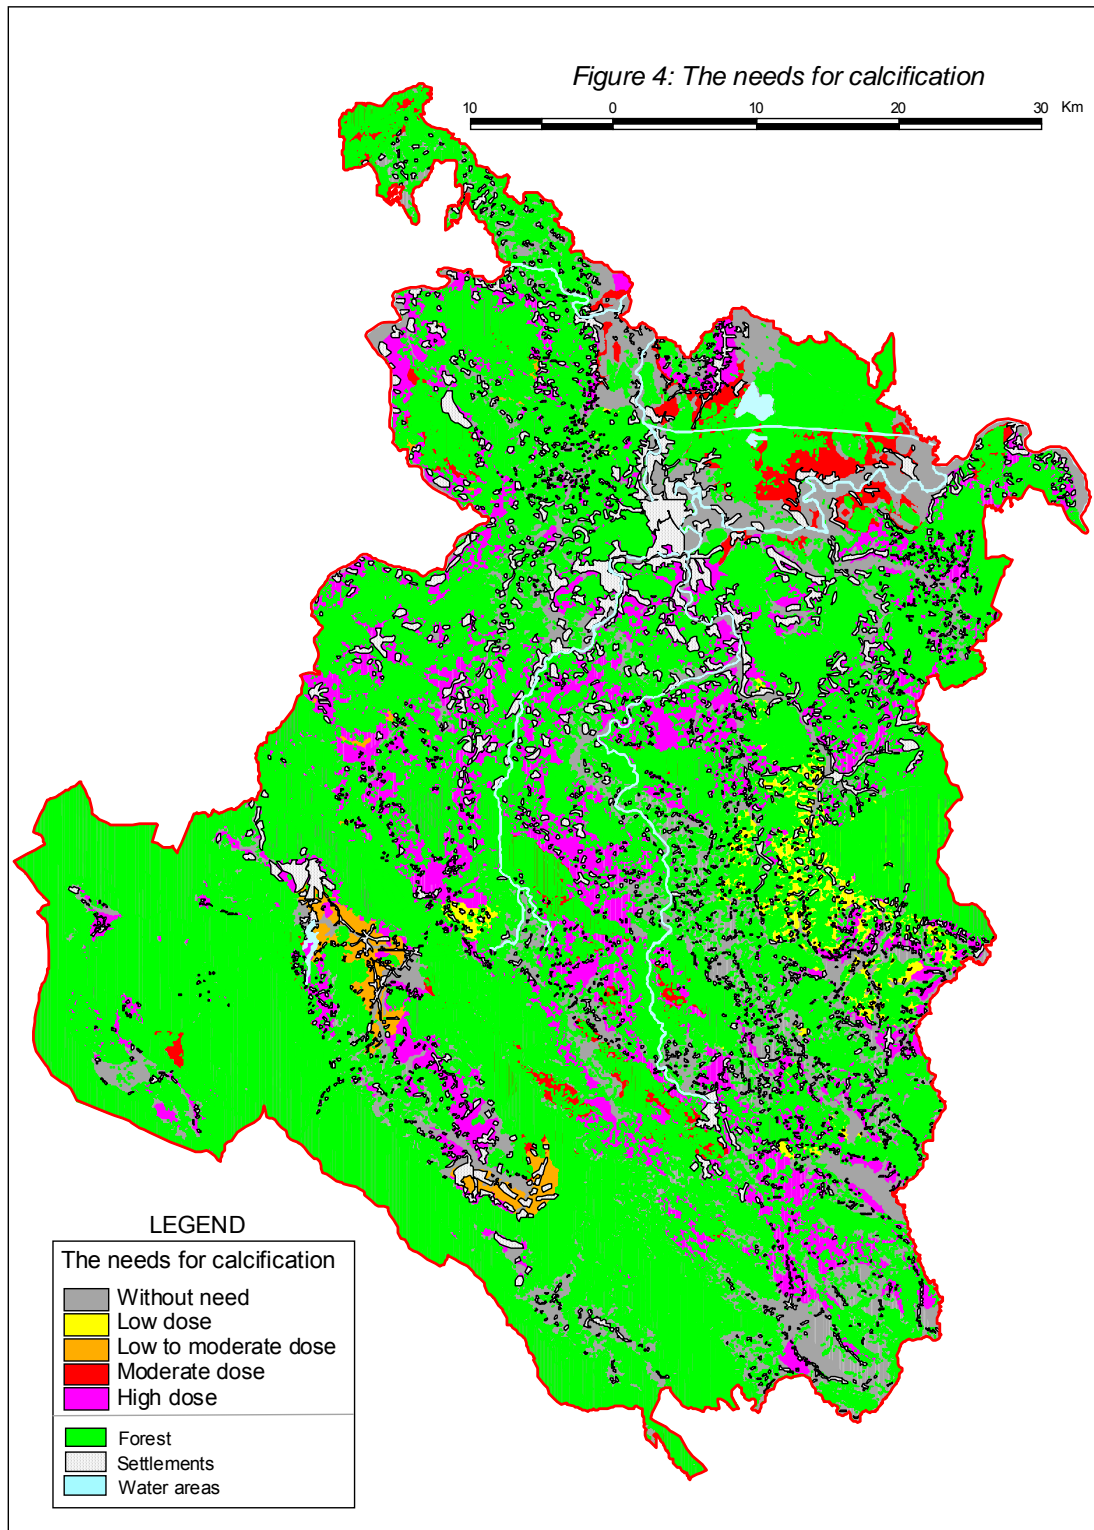 Figure 4: The needs for calcification
10 0 10 20 30 Km
LEGEND
The needs for calcification
Without need
Low dose
Low to moderate dose
Moderate dose
High dose
Forest
Settlements
Water areas